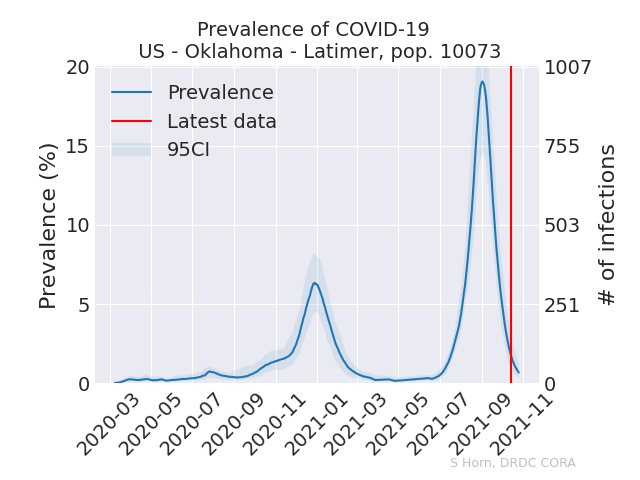 Prevalence of COVID-19
US - Oklahoma - Latimer, pop. 10073
Prevalence
Latest data
95CI
Prevalence (%)
20
15
10
5
0
# of infections
1007
755
503
251
0
2020-03
2020-05
2020-07
2020-09
2020-11
2021-01
2021-03
2021-05
2021-07
2021-09
2021-11
S Horn, DRDC CORA